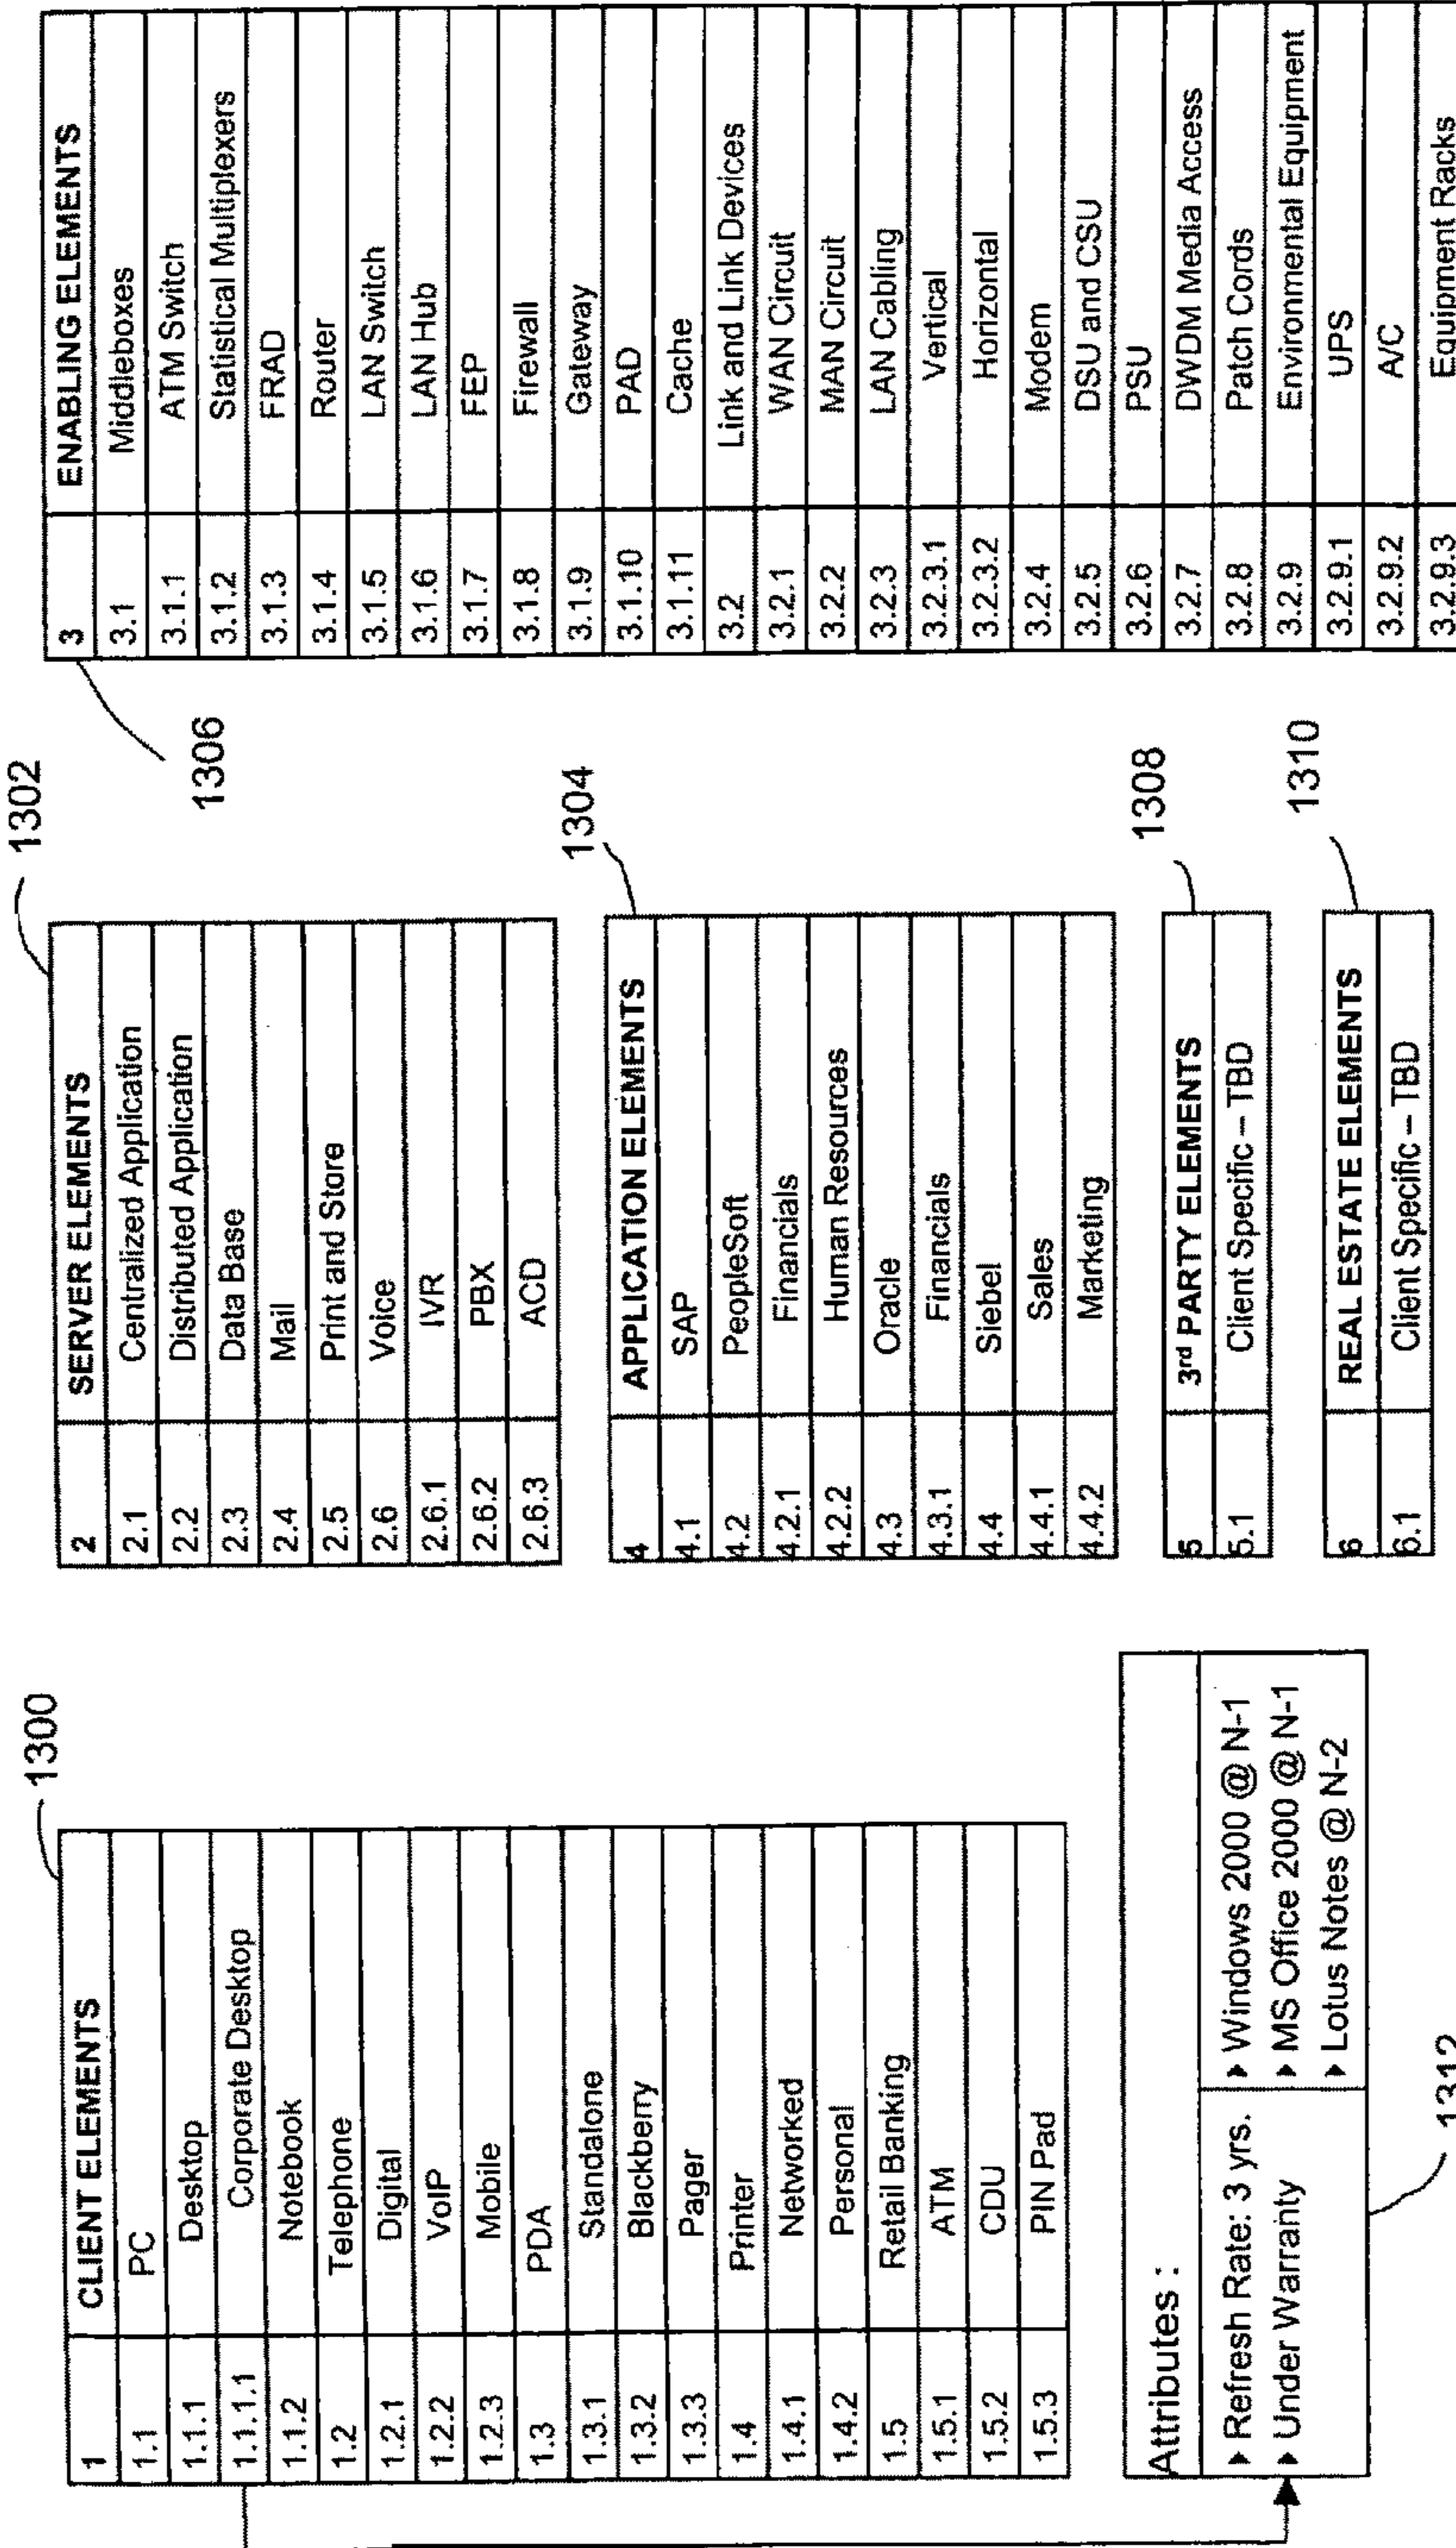 1300
1 CLIENT ELEMENTS
1.1 PC
1.1.1 Desktop
1.1.1.1 Corporate Desktop
1.1.2 Notebook
1.2 Telephone
1.2.1 Digital
1.2.2 VoIP
1.2.3 Mobile
1.3 PDA
1.3.1 Standalone
1.3.2 Blackberry
1.3.3 Pager
1.4 Printer
1.4.1 Networked
1.4.2 Personal
1.5 Retail Banking
1.5.1 ATM
1.5.2 CDU
1.5.3 PIN Pad
Attributes :
▸ Refresh Rate: 3 yrs.
▸ Under Warranty
▸ Windows 2000 @ N-1
▸ MS Office 2000 @ N-1
▸ Lotus Notes @ N-2
1312
1302
2 SERVER ELEMENTS
2.1 Centralized Application
2.2 Distributed Application
2.3 Data Base
2.4 Mail
2.5 Print and Store
2.6 Voice
2.6.1 IVR
2.6.2 PBX
2.6.3 ACD
1304
4 APPLICATION ELEMENTS
4.1 SAP
4.2 PeopleSoft
4.2.1 Financials
4.2.2 Human Resources
4.3 Oracle
4.3.1 Financials
4.4 Siebel
4.4.1 Sales
4.4.2 Marketing
1308
5 3rd PARTY ELEMENTS
5.1 Client Specific – TBD
1310
6 REAL ESTATE ELEMENTS
6.1 Client Specific – TBD
1306
3 ENABLING ELEMENTS
3.1 Middleboxes
3.1.1 ATM Switch
3.1.2 Statistical Multiplexers
3.1.3 FRAD
3.1.4 Router
3.1.5 LAN Switch
3.1.6 LAN Hub
3.1.7 FEP
3.1.8 Firewall
3.1.9 Gateway
3.1.10 PAD
3.1.11 Cache
3.2 Link and Link Devices
3.2.1 WAN Circuit
3.2.2 MAN Circuit
3.2.3 LAN Cabling
3.2.3.1 Vertical
3.2.3.2 Horizontal
3.2.4 Modem
3.2.5 DSU and CSU
3.2.6 PSU
3.2.7 DWDM Media Access
3.2.8 Patch Cords
3.2.9 Environmental Equipment
3.2.9.1 UPS
3.2.9.2 A/C
3.2.9.3 Equipment Racks